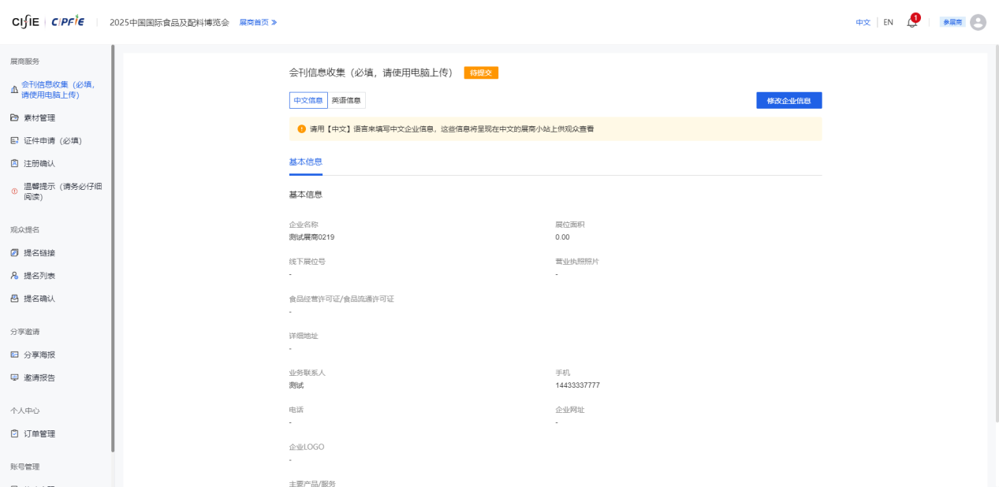 CIFIE CIPFIE 2025中国国际食品及配料博览会 展商首页 中文 EN 1 参展商
展商服务
会刊信息收集（必填，
请使用电脑上传）
素材管理
证件申请（必填）
注册确认
温馨提示（请务必仔细
阅读）
观众提名
提名链接
提名列表
提名确认
分享邀请
分享海报
邀请报告
个人中心
订单管理
账号管理
会刊信息收集（必填，请使用电脑上传） 待提交
中文信息 英语信息 修改企业信息
请用【中文】语言来填写中文企业信息，这些信息将呈现在中文的展商小站上供观众查看
基本信息
基本信息
企业名称 展位面积
测试展商0219 0.00
线下展位号 营业执照照片
- -
食品经营许可证/食品流通许可证
-
详细地址
-
业务联系人 手机
测试 14433337777
电话 企业网址
- -
企业LOGO
-
主要产品/服务